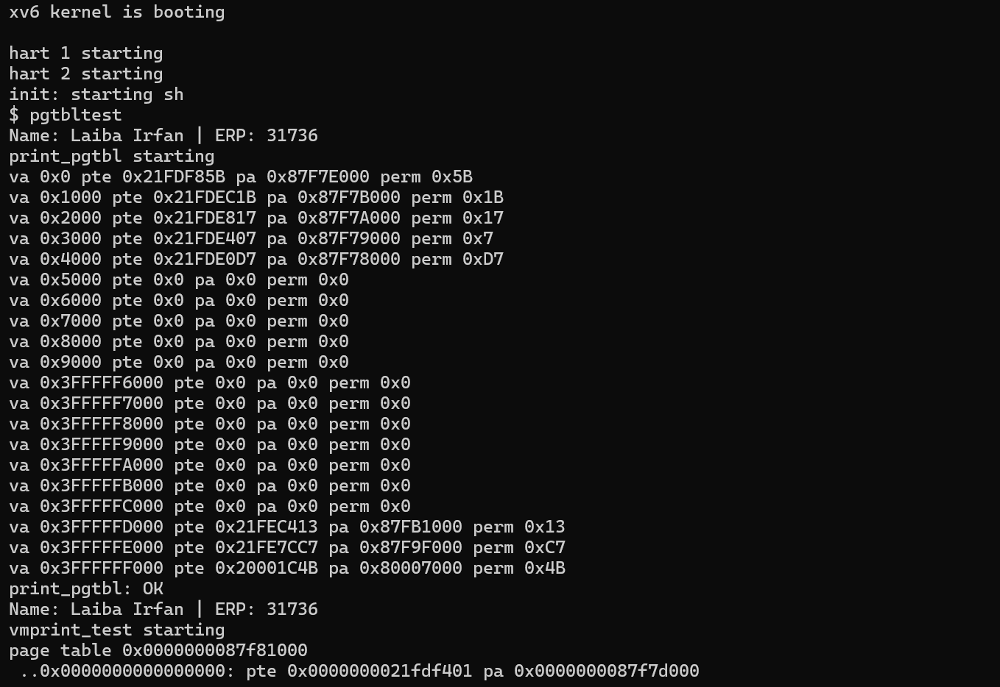 xv6 kernel is booting
hart 1 starting
hart 2 starting
init: starting sh
$ pgtbltest
Name: Laiba Irfan | ERP: 31736
print_pgtbl starting
va 0x0 pte 0x21FDF85B pa 0x87F7E000 perm 0x5B
va 0x1000 pte 0x21FDEC1B pa 0x87F7B000 perm 0x1B
va 0x2000 pte 0x21FDE817 pa 0x87F7A000 perm 0x17
va 0x3000 pte 0x21FDE407 pa 0x87F79000 perm 0x7
va 0x4000 pte 0x21FDE0D7 pa 0x87F78000 perm 0xD7
va 0x5000 pte 0x0 pa 0x0 perm 0x0
va 0x6000 pte 0x0 pa 0x0 perm 0x0
va 0x7000 pte 0x0 pa 0x0 perm 0x0
va 0x8000 pte 0x0 pa 0x0 perm 0x0
va 0x9000 pte 0x0 pa 0x0 perm 0x0
va 0x3FFFFF6000 pte 0x0 pa 0x0 perm 0x0
va 0x3FFFFF7000 pte 0x0 pa 0x0 perm 0x0
va 0x3FFFFF8000 pte 0x0 pa 0x0 perm 0x0
va 0x3FFFFF9000 pte 0x0 pa 0x0 perm 0x0
va 0x3FFFFFA000 pte 0x0 pa 0x0 perm 0x0
va 0x3FFFFFB000 pte 0x0 pa 0x0 perm 0x0
va 0x3FFFFFC000 pte 0x0 pa 0x0 perm 0x0
va 0x3FFFFFD000 pte 0x21FEC413 pa 0x87FB1000 perm 0x13
va 0x3FFFFFE000 pte 0x21FE7CC7 pa 0x87F9F000 perm 0xC7
va 0x3FFFFFF000 pte 0x20001C4B pa 0x80007000 perm 0x4B
print_pgtbl: OK
Name: Laiba Irfan | ERP: 31736
vmprint_test starting
page table 0x0000000087f81000
 ..0x0000000000000000: pte 0x0000000021fdf401 pa 0x0000000087f7d000